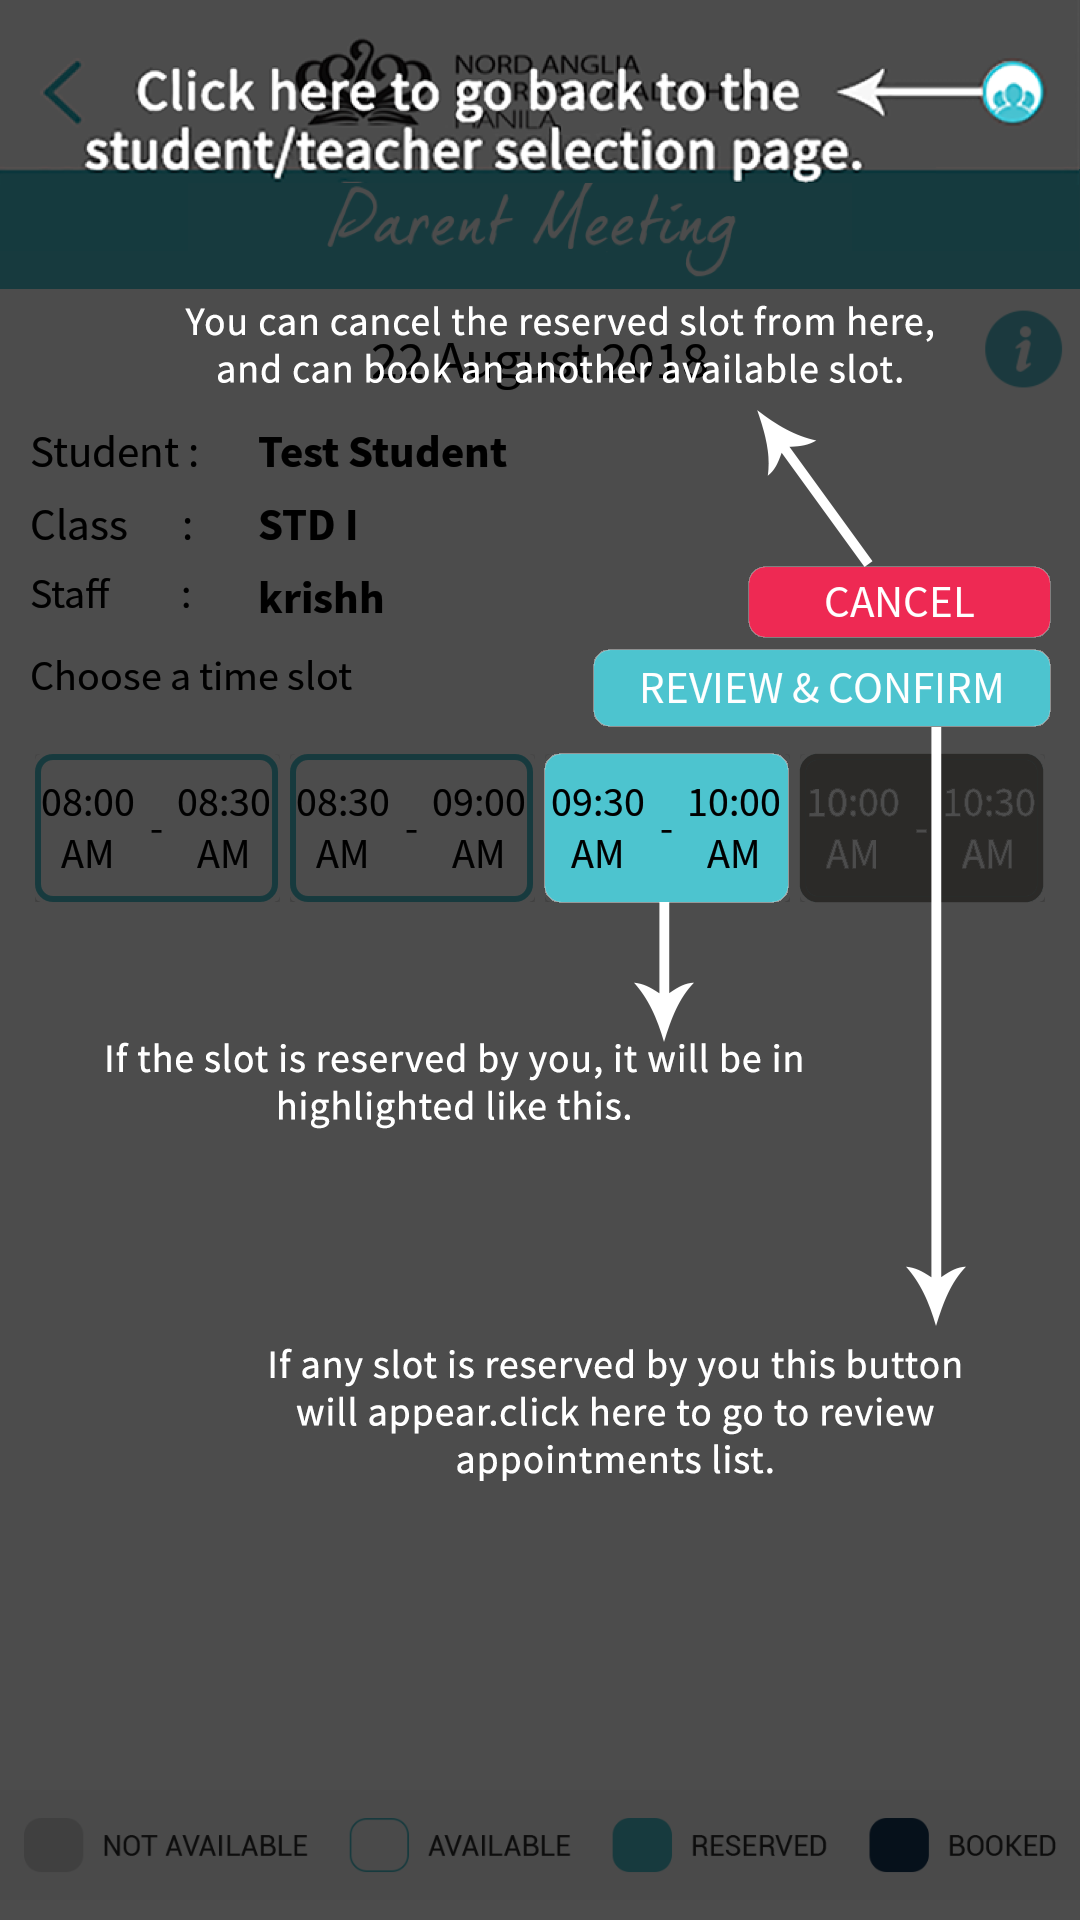 NORD ANGLIA
MANILA
Click here to go back to the
student/teacher selection page.
Parent Meeting
You can cancel the reserved slot from here,
and can book an another available slot.
22 August 2018
Student : Test Student
Class : STD I
Staff : krishh
CANCEL
Choose a time slot
REVIEW & CONFIRM
08:00 AM - 08:30 AM
08:30 AM - 09:00 AM
09:30 AM - 10:00 AM
10:00 AM - 10:30 AM
If the slot is reserved by you, it will be in
highlighted like this.
If any slot is reserved by you this button
will appear.click here to go to review
appointments list.
NOT AVAILABLE
AVAILABLE
RESERVED
BOOKED